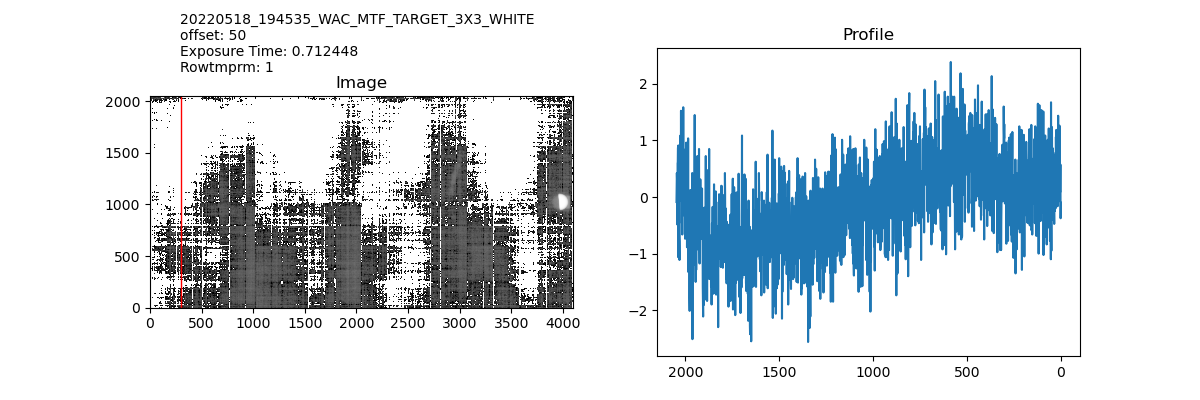 20220518_194535_WAC_MTF_TARGET_3X3_WHITE
offset: 50
Exposure Time: 0.712448
Rowtmprm: 1
Image
2000
1500
1000
500
0
0 500 1000 1500 2000 2500 3000 3500 4000
Profile
2
1
0
−1
−2
2000 1500 1000 500 0